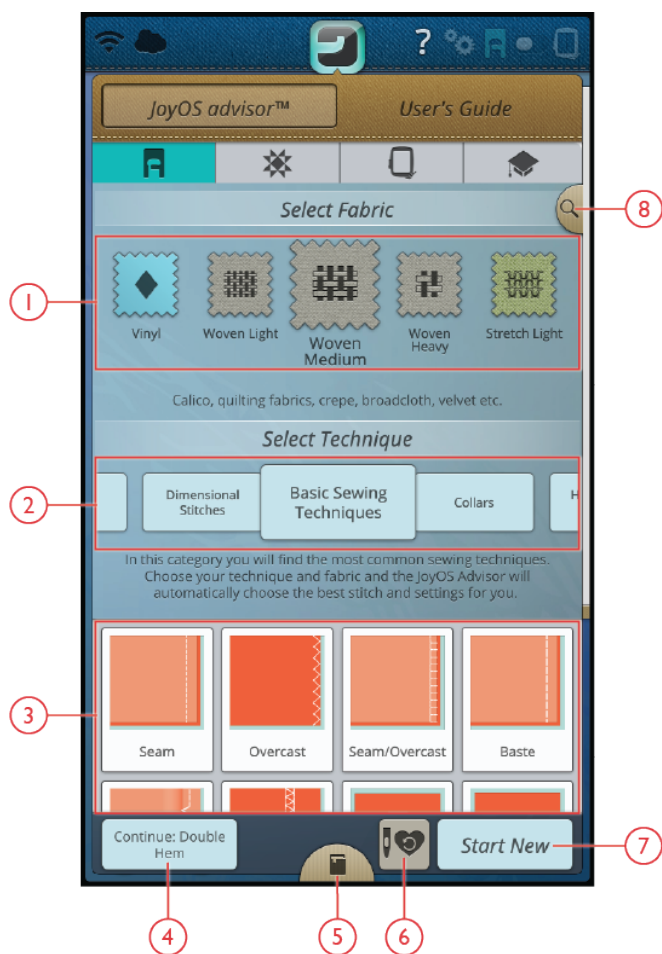 ?
JoyOS advisor™
User's Guide
Select Fabric
8
1
Vinyl
Woven Light
Woven
Medium
Woven
Heavy
Stretch Light
Calico, quilting fabrics, crepe, broadcloth, velvet etc.
Select Technique
2
Dimensional
Stitches
Basic Sewing
Techniques
Collars
H
In this category you will find the most common sewing techniques.
Choose your technique and fabric and the JoyOS Advisor will
automatically choose the best stitch and settings for you.
3
Seam
Overcast
Seam/Overcast
Baste
Continue: Double
Hem
Start New
7
4
5
6